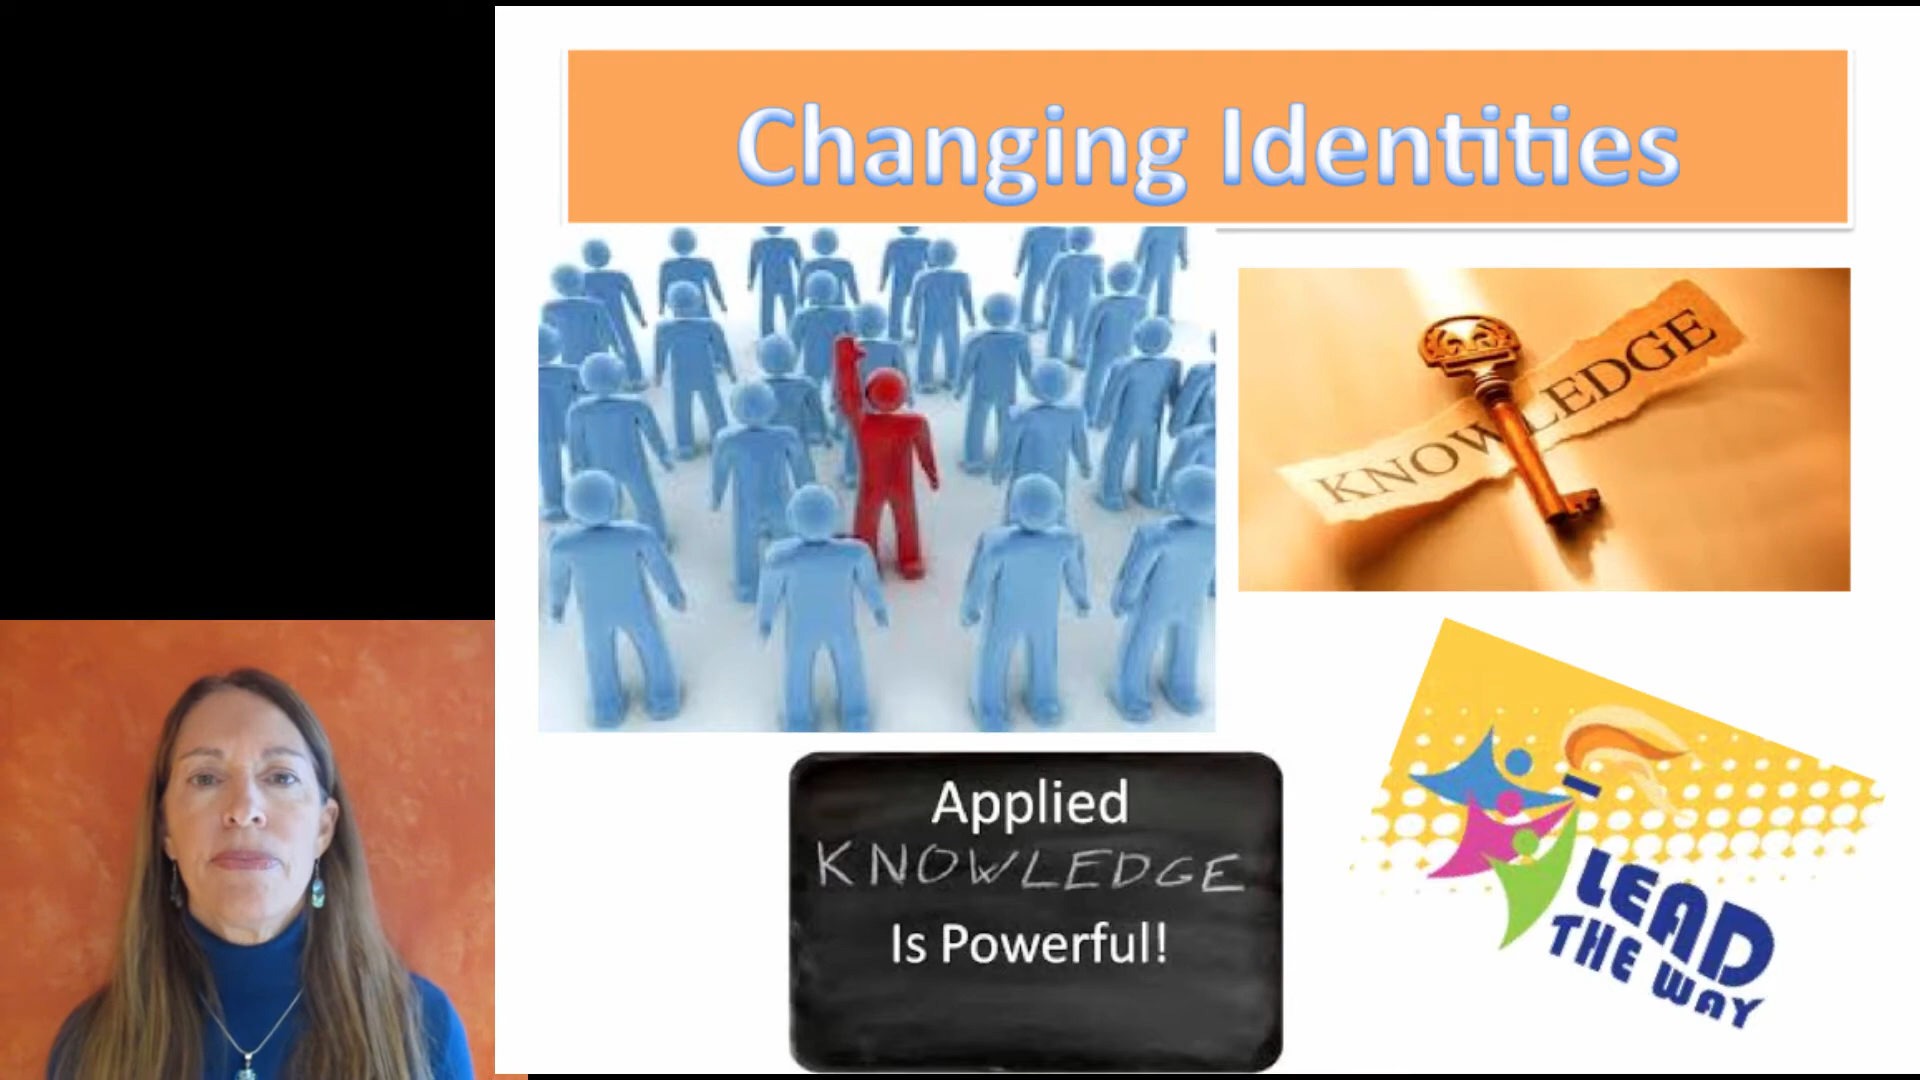 Changing Identities
KNOWLEDGE
Applied
KNOWLEDGE
Is Powerful!
LEAD
THE WAY